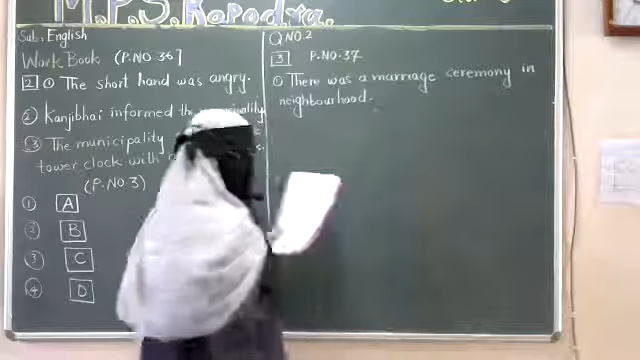 M.P.S. Kapodra.
Sub. English
Work Book (P.NO.36]
[2] ① The short hand was angry.
② Kanjibhai informed the municipality
③ The municipality
tower clock with
(P.NO.3)
① A
② B
③ C
④ D
Q NO.2
[3] P.NO.37
① There was a marriage ceremony in
neighbourhood.